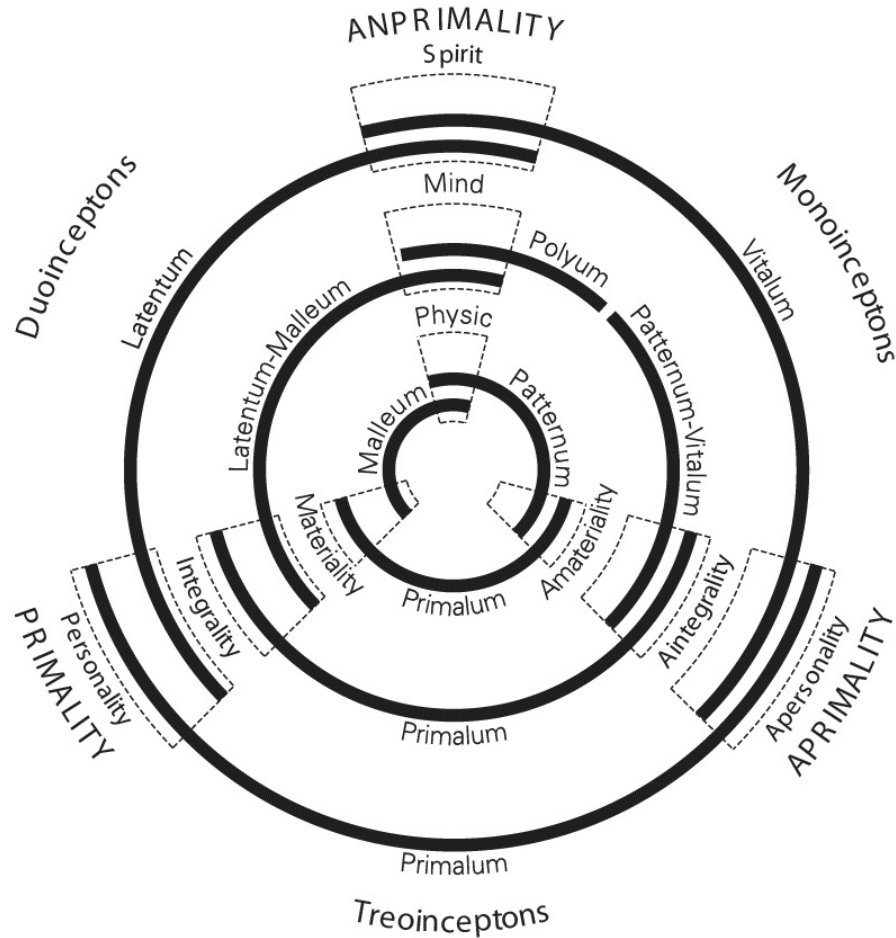 ANPRIMALITY
Spirit
Duoinceptons
Monoinceptons
Mind
Latentum
Vitalum
Polyum
Latentum-Malleum
Patternum-Vitalum
Physic
Malleum
Patternum
Materiality
Amateriality
Integrality
Aintegrality
Primalum
PRIMALITY
Personality
Apersonality
APRIMALITY
Primalum
Primalum
Treoinceptons